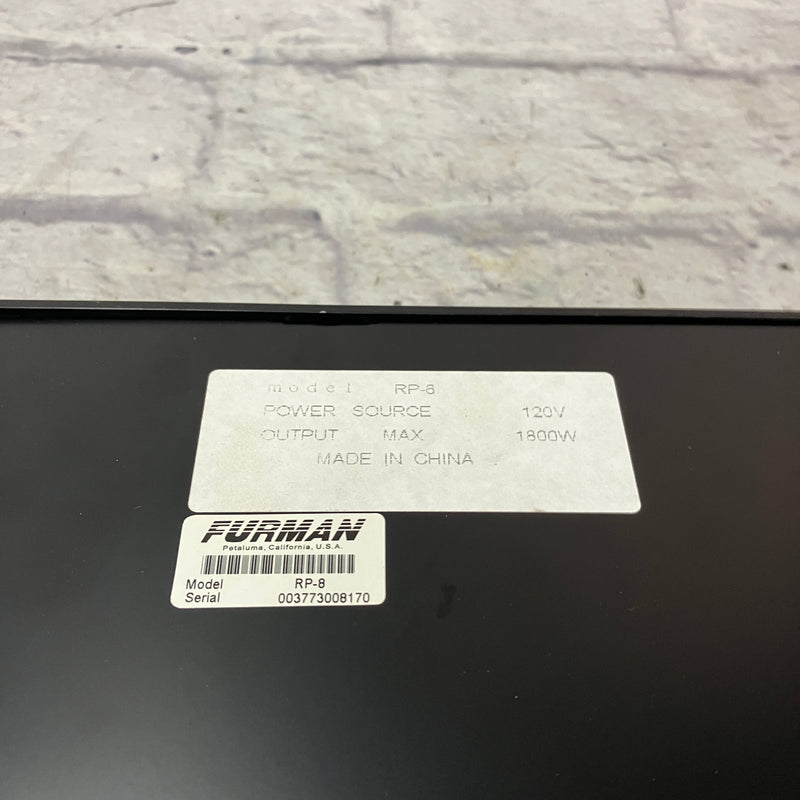 model RP-8
POWER SOURCE 120V
OUTPUT MAX 1800W
MADE IN CHINA
FURMAN
Petaluma, California, U.S.A.
Model RP-8
Serial 003773008170